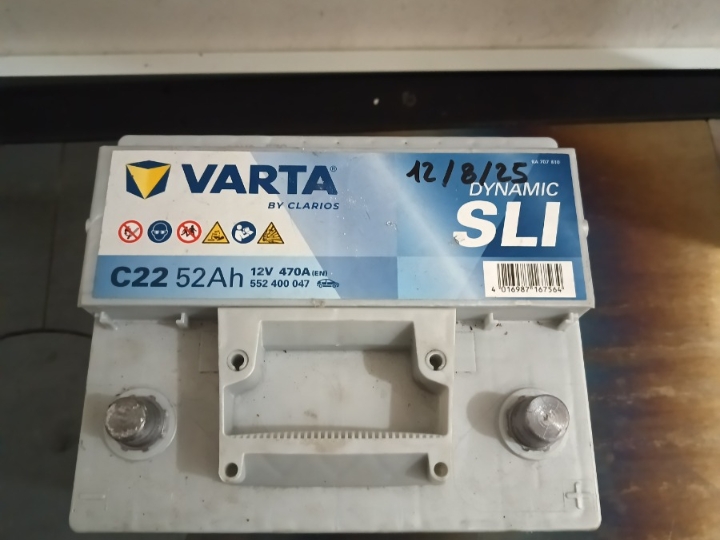 VARTA®
BY CLARIOS
12/8/25
DYNAMIC
SLI
C22 52Ah 12V 470A (EN)
552 400 047
4 016987 167564
- +